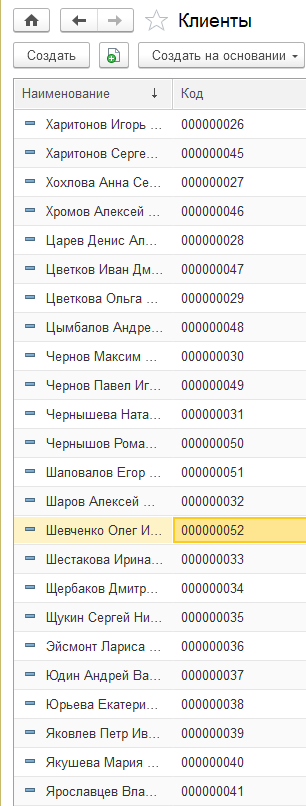 Клиенты
Создать Создать на основании
Наименование ↓ Код
Харитонов Игорь ... 000000026
Харитонов Серге... 000000045
Хохлова Анна Се... 000000027
Хромов Алексей ... 000000046
Царев Денис Ал... 000000028
Цветков Иван Дм... 000000047
Цветкова Ольга ... 000000029
Цымбалов Андре... 000000048
Чернов Максим ... 000000030
Чернов Павел Иг... 000000049
Чернышева Ната... 000000031
Чернышов Рома... 000000050
Шаповалов Егор ... 000000051
Шаров Алексей ... 000000032
Шевченко Олег И... 000000052
Шестакова Ирина... 000000033
Щербаков Дмитр... 000000034
Щукин Сергей Ни... 000000035
Эйсмонт Лариса ... 000000036
Юдин Андрей Ва... 000000037
Юрьева Екатери... 000000038
Яковлев Петр Ив... 000000039
Якушева Мария ... 000000040
Ярославцев Вла... 000000041